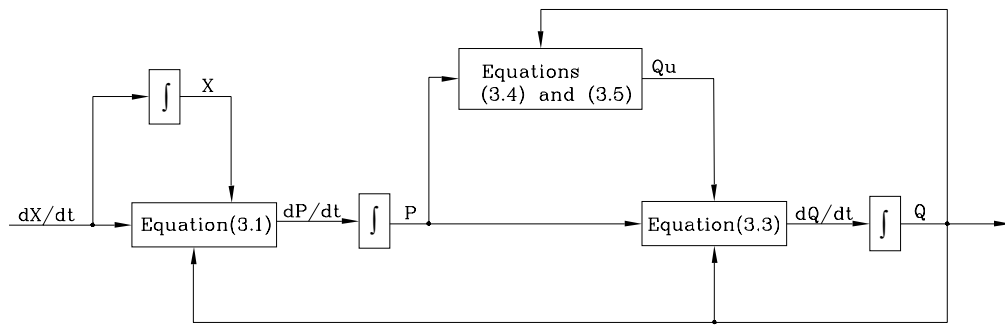 Equations
(3.4) and (3.5)
Qu
X
∫
dX/dt
Equation(3.1)
dP/dt
∫
P
Equation(3.3)
dQ/dt
∫
Q